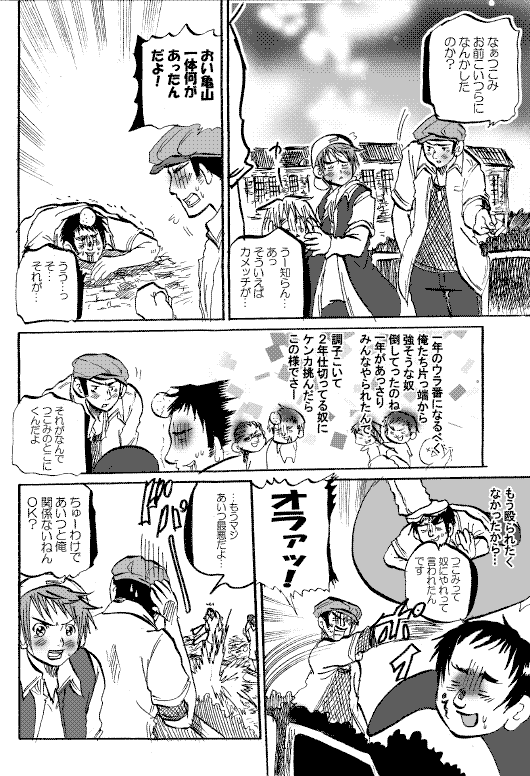 なぁつこみ
お前こいつらに
なんかした
のか?
うー知らん…
あっ
そういえば
カメッチが…
おい亀山
一体何が
あったん
だよ!
うう?っ
そ…
それが…
一年のウラ番になるべく
俺たち片っ端から
強そうな奴
倒してったのね
一年があっさり
みんなやられたんで
調子こいて
2年仕切ってる奴に
ケンカ挑んだら
この様でさー
それがなんで
つこみのとこに
くんだよ
もう殴られたく
なかったから…
つこみって
奴にやれって
言われたん
です
オラァッ!
バキッ
…もうマジ
あいつ最悪だよ…
ちゅーわけで
あいつと俺
関係ないねん
OK?